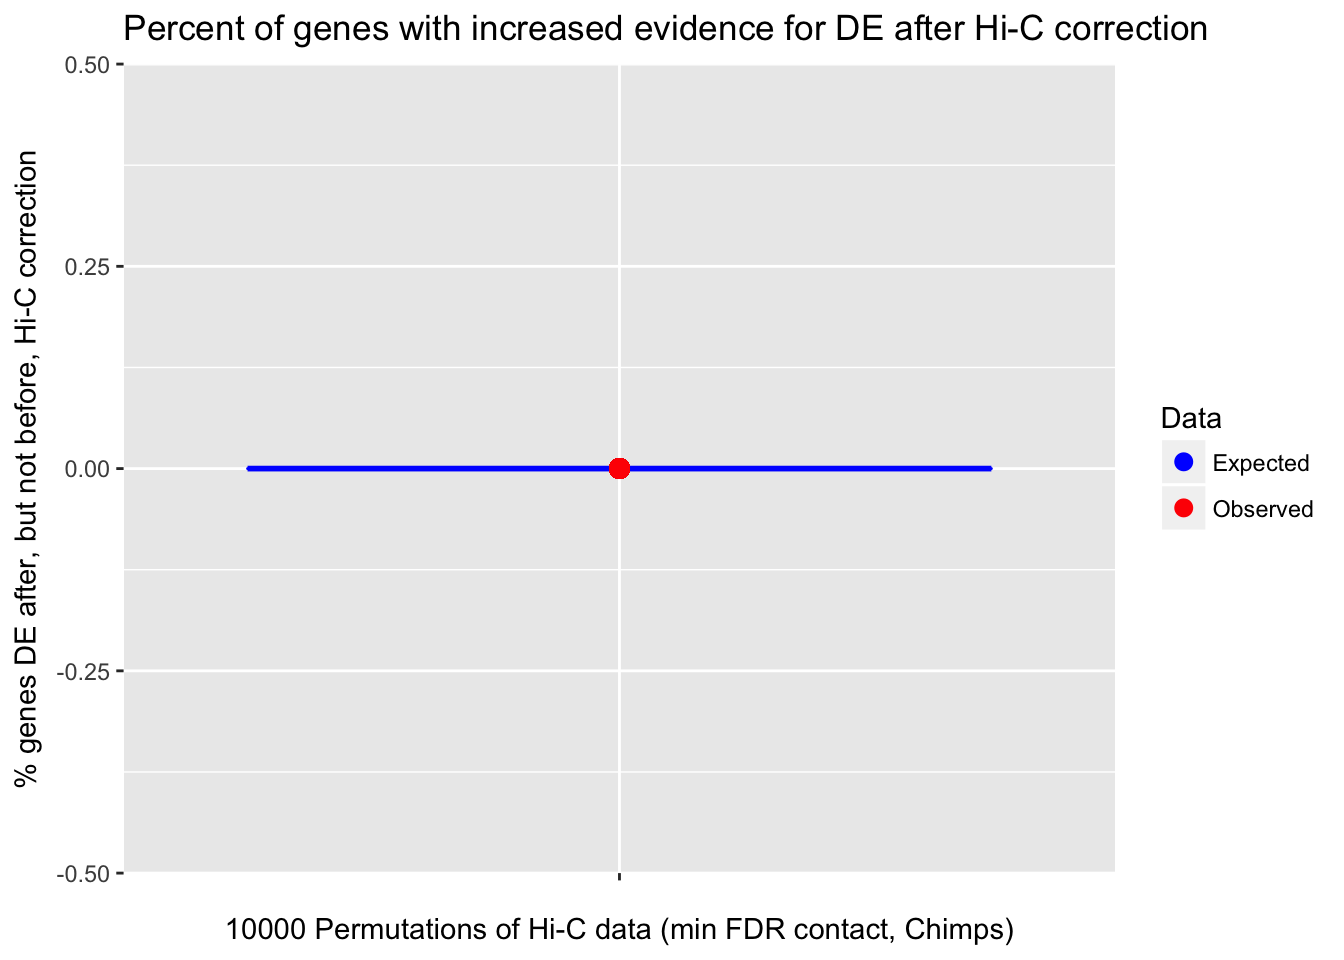 Percent of genes with increased evidence for DE after Hi-C correction
% genes DE after, but not before, Hi-C correction
0.50
0.25
0.00
-0.25
-0.50
10000 Permutations of Hi-C data (min FDR contact, Chimps)
Data
Expected
Observed